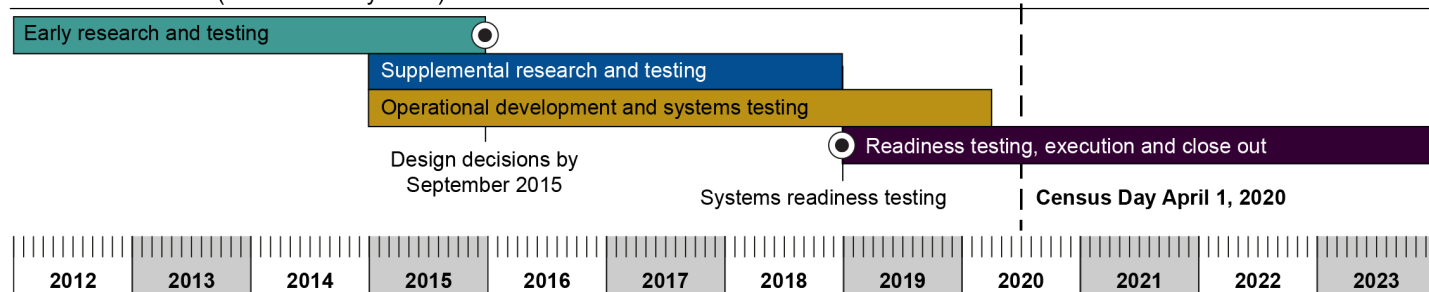 Early research and testing
Supplemental research and testing
Operational development and systems testing
Readiness testing, execution and close out
Design decisions by
September 2015
Systems readiness testing
Census Day April 1, 2020
2012 2013 2014 2015 2016 2017 2018 2019 2020 2021 2022 2023